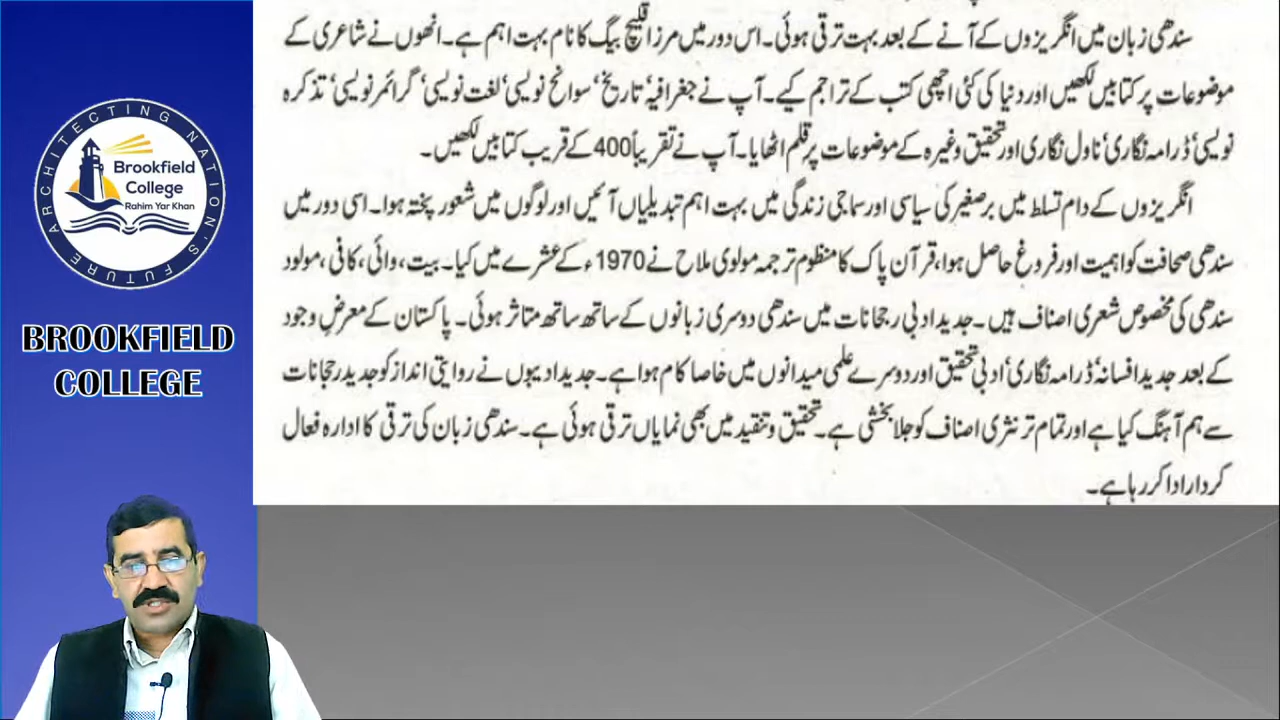 ARCHITECTING NATION'S FUTURE
Brookfield
College
Rahim Yar Khan
BROOKFIELD
COLLEGE
سندھی زبان میں انگریزوں کے آنے کے بعد بہت ترقی ہوئی۔ اس دور میں مرزا قلیچ بیگ کا نام بہت اہم ہے۔ انھوں نے شاعری کے
موضوعات پر کتابیں لکھیں اور دنیا کی کئی اچھی کتب کے تراجم کیے۔ آپ نے جغرافیہ‘ تاریخ‘ سوانح نویسی‘ لغت نویسی‘ گرائمر نویسی‘ تذکرہ
نویسی‘ ڈرامہ نگاری‘ ناول نگاری اور تحقیق وغیرہ کے موضوعات پر قلم اٹھایا۔ آپ نے تقریباً 400 کے قریب کتابیں لکھیں۔
انگریزوں کے دام تسلط میں برصغیر کی سیاسی اور سماجی زندگی میں بہت اہم تبدیلیاں آئیں اور لوگوں میں شعور پختہ ہوا۔ اسی دور میں
سندھی صحافت کو اہمیت اور فروغ حاصل ہوا، قرآن پاک کا منظوم ترجمہ مولوی ملاح نے 1970ء کے عشرے میں کیا۔ بیت، وائی، کافی، مولود
سندھی کی مخصوص شعری اصناف ہیں۔ جدید ادبی رجحانات میں سندھی دوسری زبانوں کے ساتھ ساتھ متاثر ہوئی۔ پاکستان کے معرضِ وجود
کے بعد جدید افسانہ‘ ڈرامہ نگاری‘ ادبی تحقیق اور دوسرے علمی میدانوں میں خاصا کام ہوا ہے۔ جدید ادیبوں نے روایتی انداز کو جدید رجحانات
سے ہم آہنگ کیا ہے اور تمام تر نثری اصناف کو جلا بخشی ہے۔ تحقیق و تنقید میں بھی نمایاں ترقی ہوئی ہے۔ سندھی زبان کی ترقی کا ادارہ فعال
کردار ادا کر رہا ہے۔